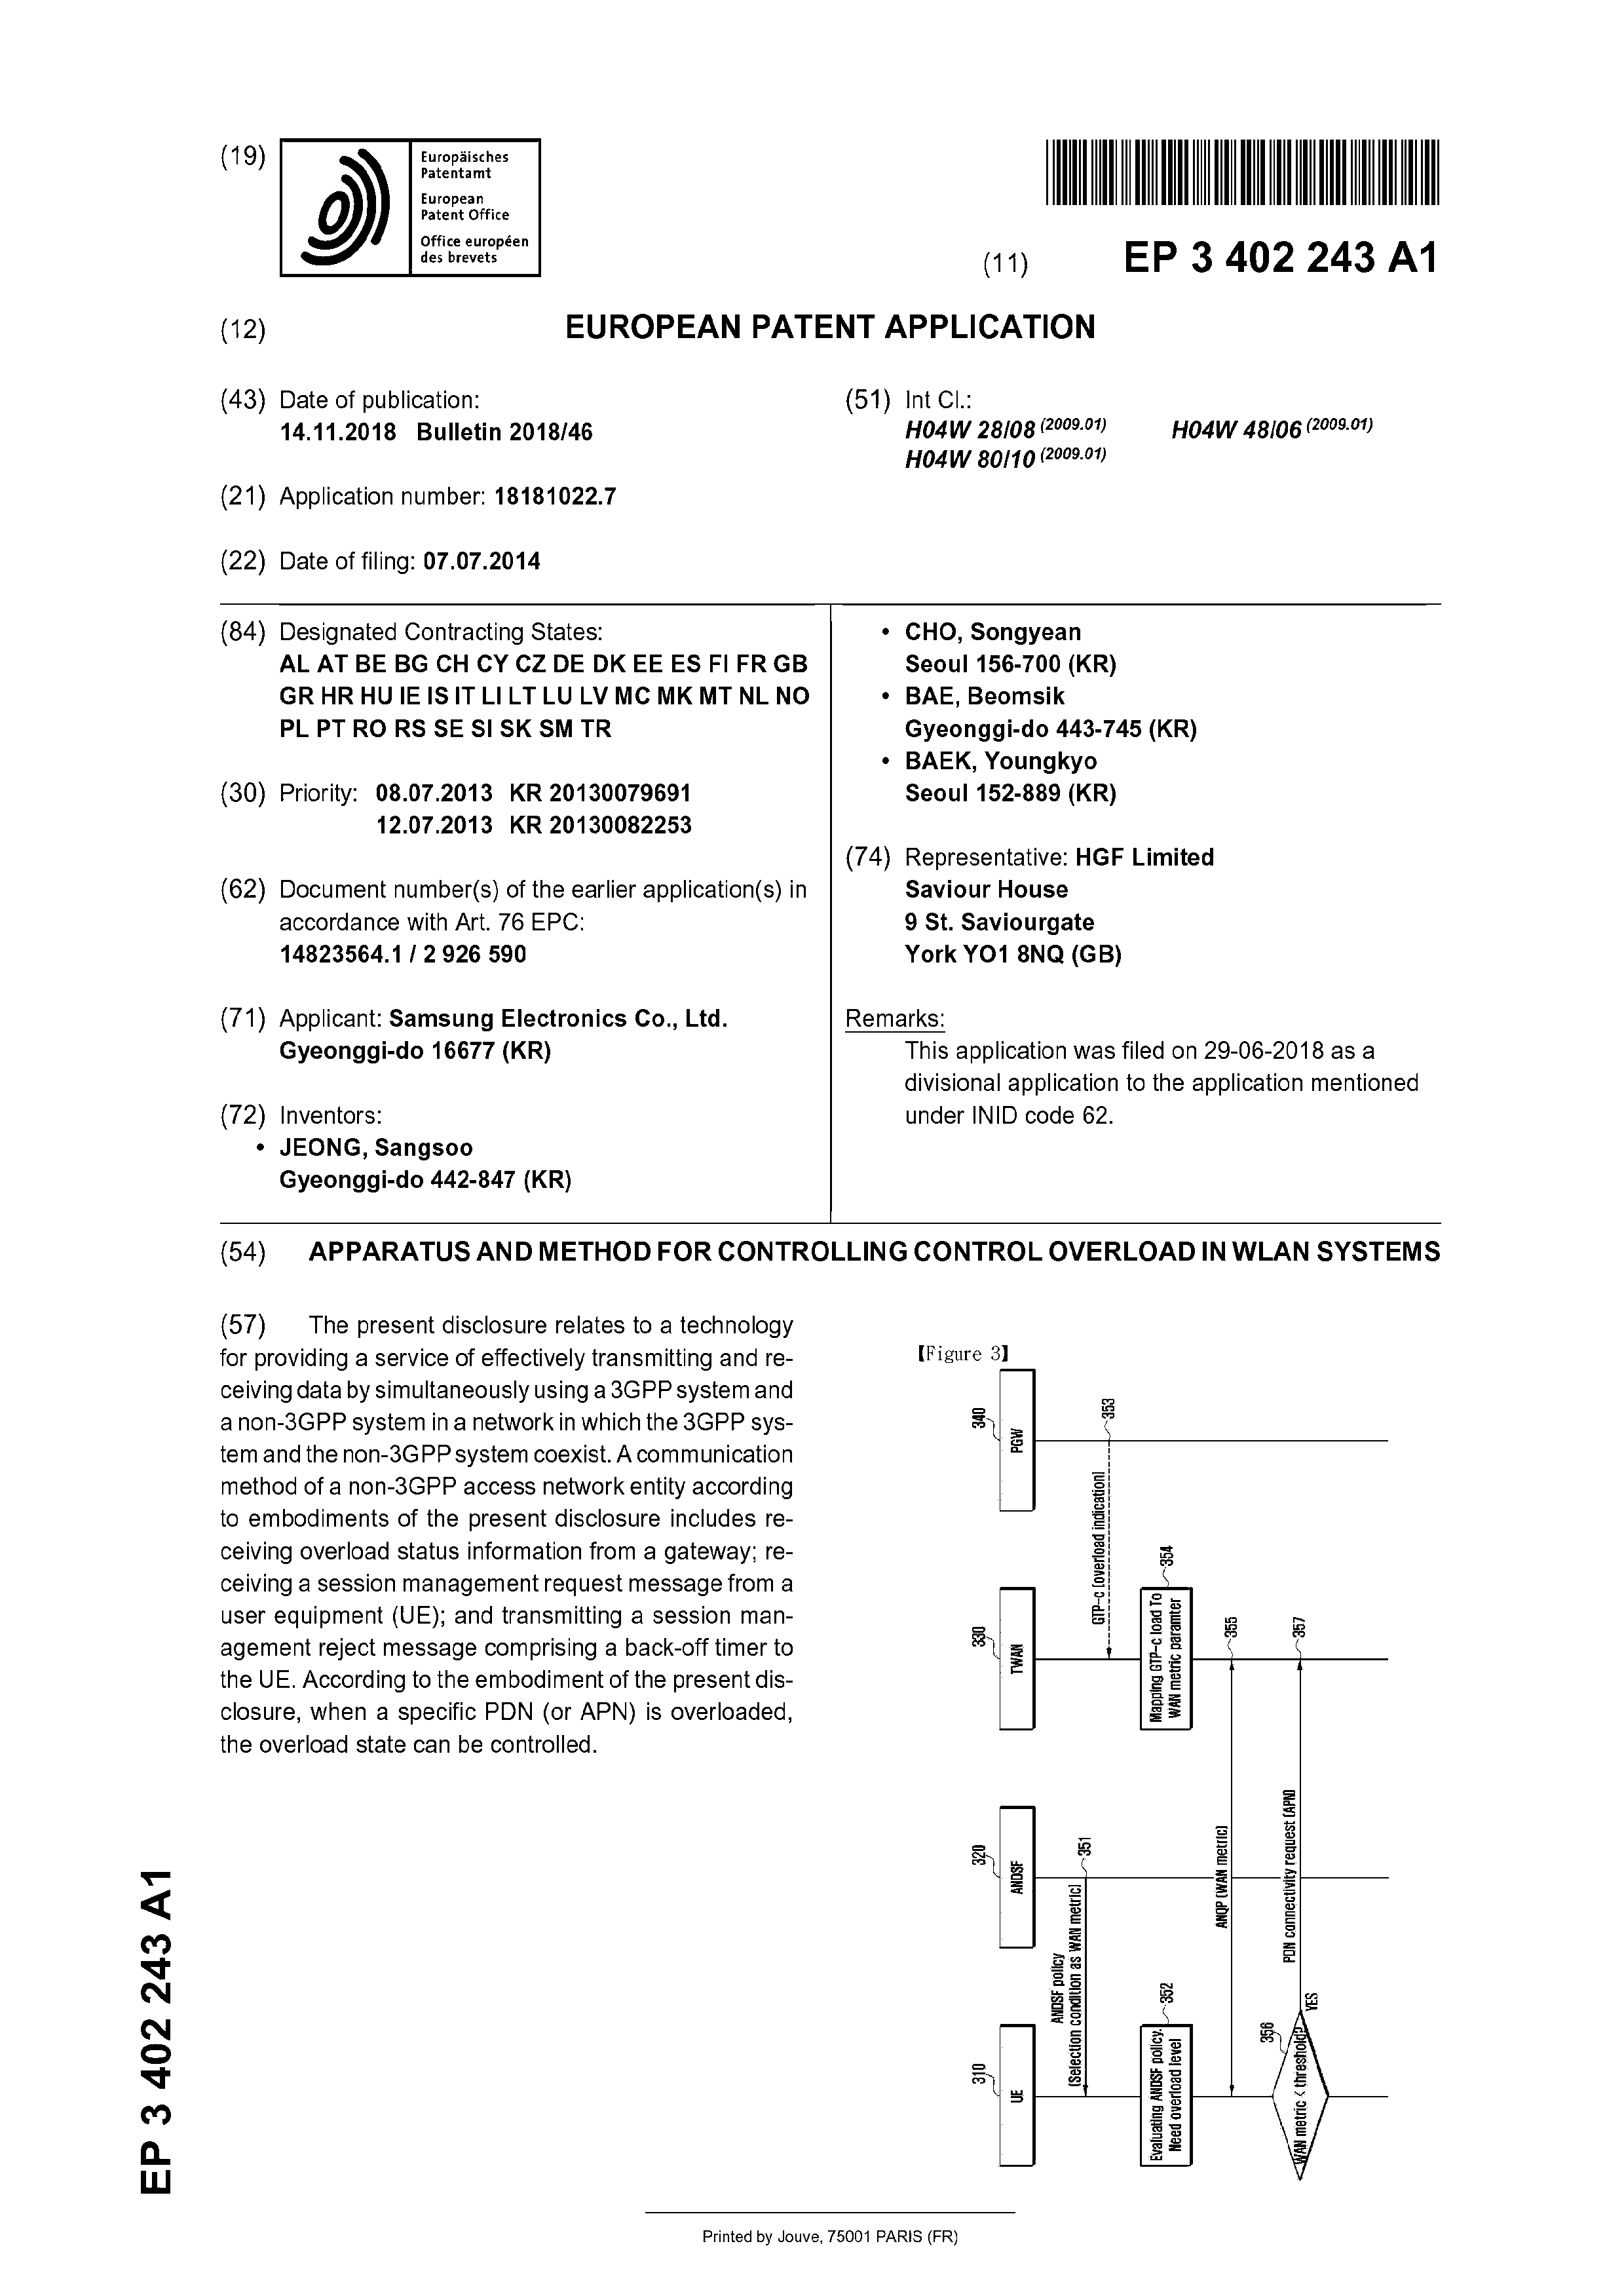 (19)
Europäisches
Patentamt
European
Patent Office
Office européen
des brevets
(11) EP 3 402 243 A1
(12) EUROPEAN PATENT APPLICATION
(43) Date of publication:
14.11.2018 Bulletin 2018/46
(21) Application number: 18181022.7
(22) Date of filing: 07.07.2014
(51) Int Cl.:
H04W 28/08 (2009.01) H04W 48/06 (2009.01)
H04W 80/10 (2009.01)
(84) Designated Contracting States:
AL AT BE BG CH CY CZ DE DK EE ES FI FR GB
GR HR HU IE IS IT LI LT LU LV MC MK MT NL NO
PL PT RO RS SE SI SK SM TR
(30) Priority: 08.07.2013 KR 20130079691
12.07.2013 KR 20130082253
(62) Document number(s) of the earlier application(s) in
accordance with Art. 76 EPC:
14823564.1 / 2 926 590
(71) Applicant: Samsung Electronics Co., Ltd.
Gyeonggi-do 16677 (KR)
(72) Inventors:
• JEONG, Sangsoo
Gyeonggi-do 442-847 (KR)
• CHO, Songyean
Seoul 156-700 (KR)
• BAE, Beomsik
Gyeonggi-do 443-745 (KR)
• BAEK, Youngkyo
Seoul 152-889 (KR)
(74) Representative: HGF Limited
Saviour House
9 St. Saviourgate
York YO1 8NQ (GB)
Remarks:
This application was filed on 29-06-2018 as a
divisional application to the application mentioned
under INID code 62.
(54) APPARATUS AND METHOD FOR CONTROLLING CONTROL OVERLOAD IN WLAN SYSTEMS
(57) The present disclosure relates to a technology
for providing a service of effectively transmitting and re-
ceiving data by simultaneously using a 3GPP system and
a non-3GPP system in a network in which the 3GPP sys-
tem and the non-3GPP system coexist. A communication
method of a non-3GPP access network entity according
to embodiments of the present disclosure includes re-
ceiving overload status information from a gateway; re-
ceiving a session management request message from a
user equipment (UE); and transmitting a session man-
agement reject message comprising a back-off timer to
the UE. According to the embodiment of the present dis-
closure, when a specific PDN (or APN) is overloaded,
the overload state can be controlled.
【Figure 3】
310
UE
320
ANDSF
330
TWAN
340
PGW
ANDSF policy
(Selection condition as WAN metric)
351
Evaluating ANDSF policy.
Need overload level
352
GTP-c (overload indication)
353
Mapping GTP-c load To
WAN metric paramter
354
ANQP (WAN metric)
355
WAN metric < threshold?
356
YES
PDN connectivity request (APN)
357
EP 3 402 243 A1
Printed by Jouve, 75001 PARIS (FR)